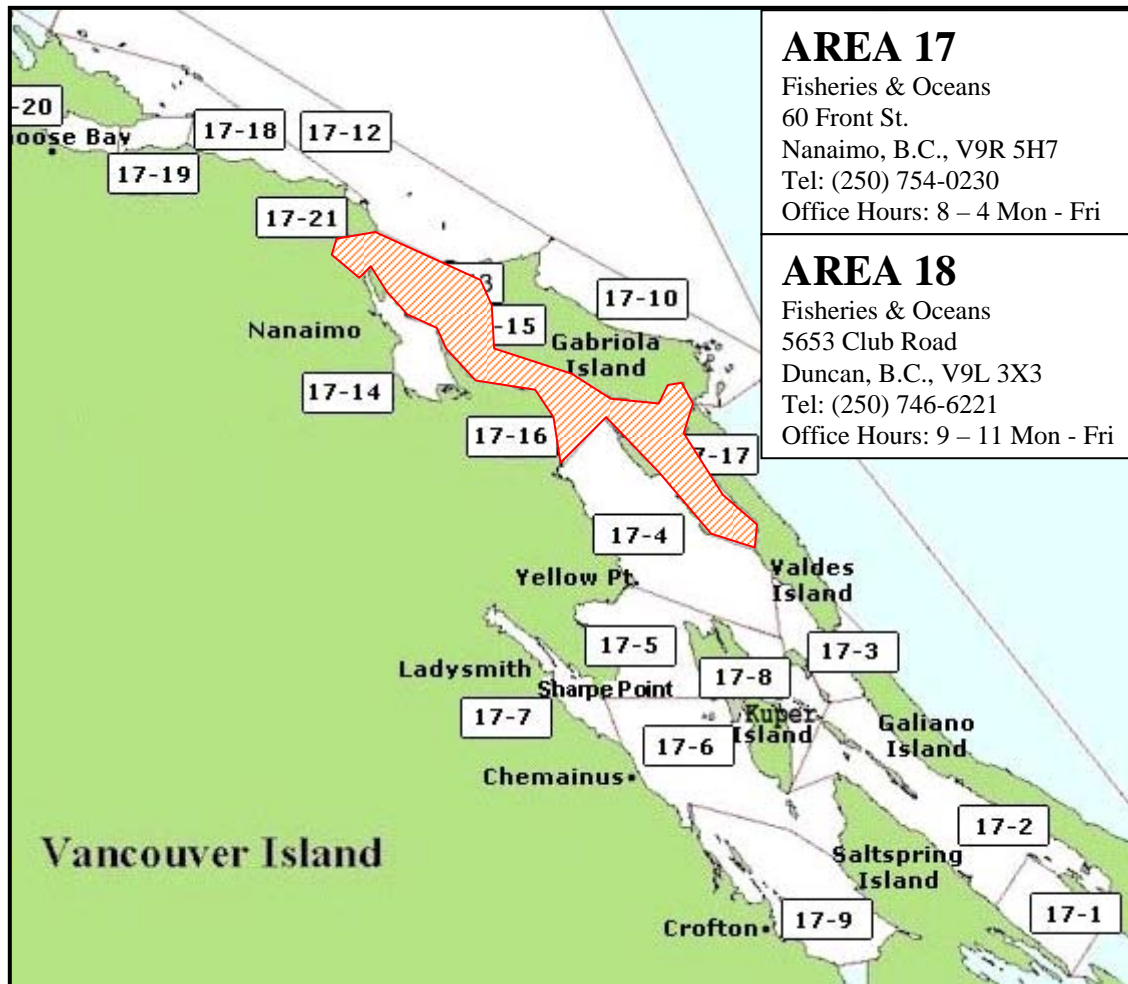 AREA 17
Fisheries & Oceans
60 Front St.
Nanaimo, B.C., V9R 5H7
Tel: (250) 754-0230
Office Hours: 8 – 4 Mon - Fri
AREA 18
Fisheries & Oceans
5653 Club Road
Duncan, B.C., V9L 3X3
Tel: (250) 746-6221
Office Hours: 9 – 11 Mon - Fri
-20
oose Bay
17-18
17-12
17-19
17-21
3
17-10
-15
Nanaimo
Gabriola
Island
17-14
17-16
7-17
17-4
Yellow Pt.
Valdes
Island
17-5
17-3
Ladysmith
17-8
Sharpe Point
17-7
Kuper
Island
Galiano
Island
17-6
Chemainus
17-2
Vancouver Island
Saltspring
Island
17-1
17-9
Crofton